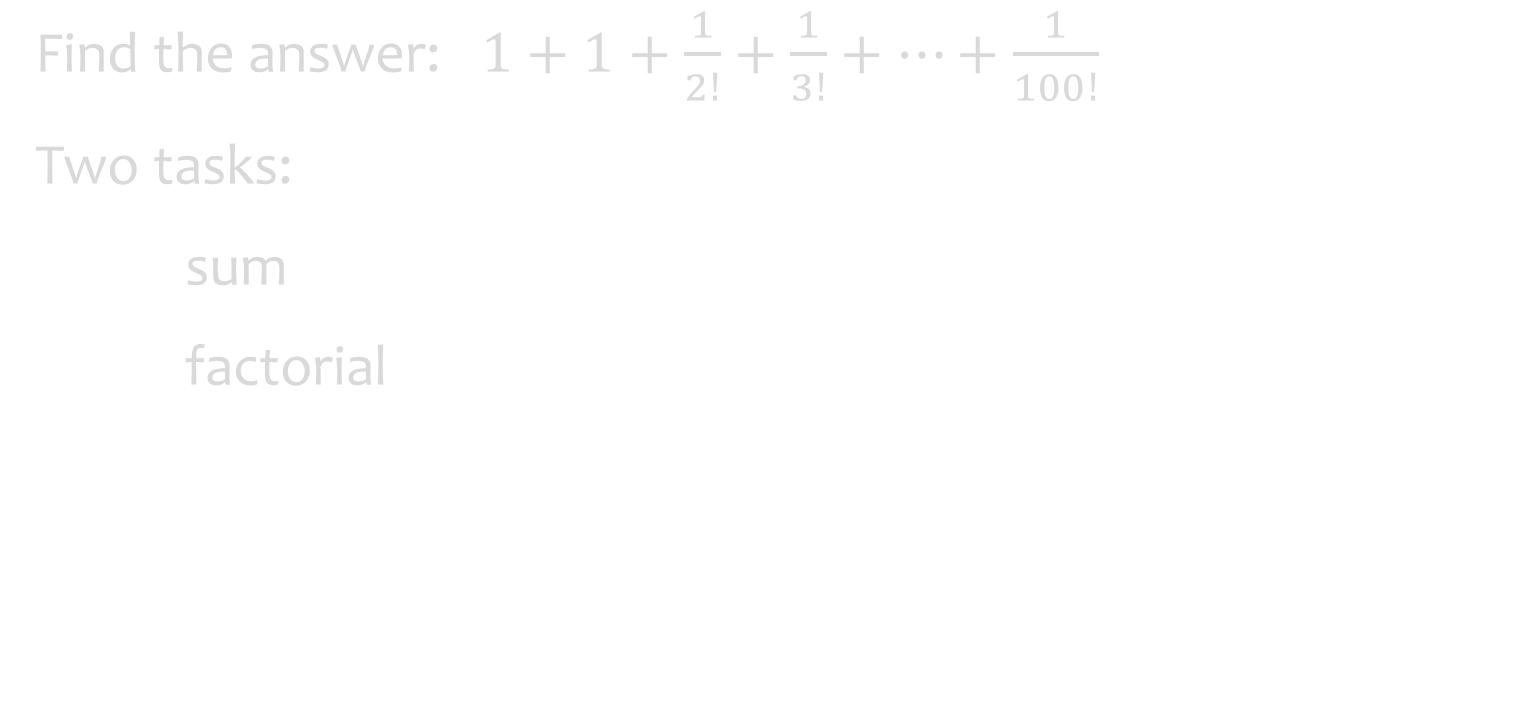 Find the answer: 1 + 1 + 1/2! + 1/3! + ⋯ + 1/100!
Two tasks:
sum
factorial